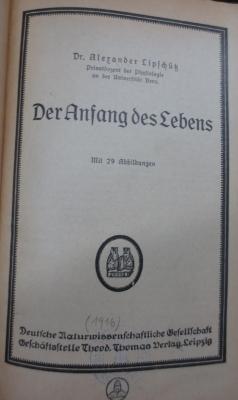 Dr. Alexander Lipschütz
Privatdozent der Physiologie
an der Universität Bern.
Der Anfang des Lebens
Mit 29 Abbildungen
(1916)
Deutsche Naturwissenschaftliche Gesellschaft
Geschäftsstelle Theod. Thomas Verlag, Leipzig